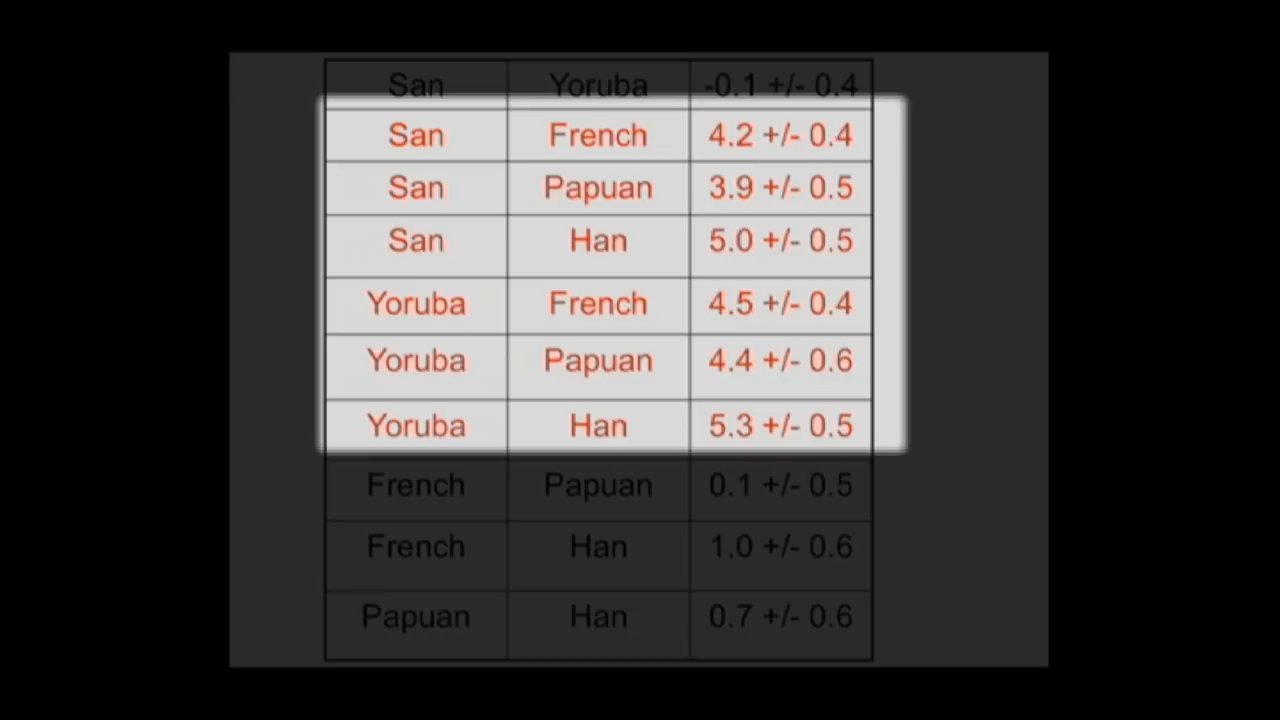 San Yoruba -0.1 +/- 0.4
San French 4.2 +/- 0.4
San Papuan 3.9 +/- 0.5
San Han 5.0 +/- 0.5
Yoruba French 4.5 +/- 0.4
Yoruba Papuan 4.4 +/- 0.6
Yoruba Han 5.3 +/- 0.5
French Papuan 0.1 +/- 0.5
French Han 1.0 +/- 0.6
Papuan Han 0.7 +/- 0.6